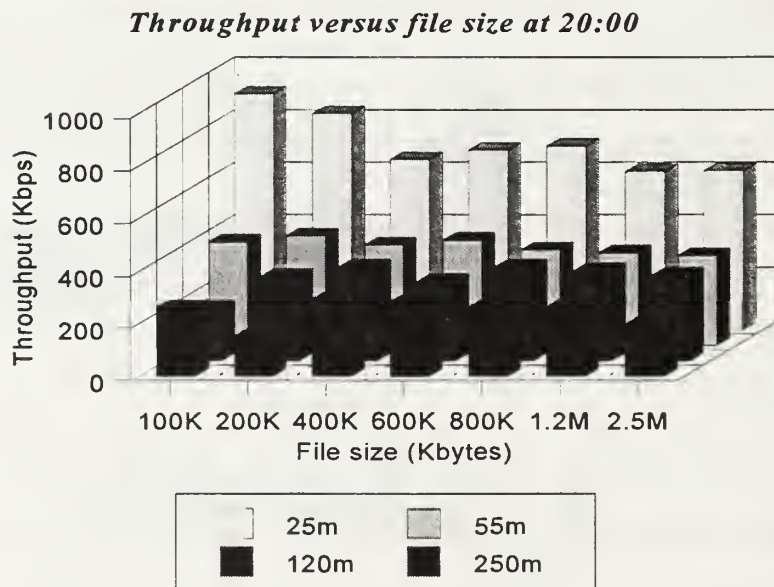 Throughput versus file size at 20:00
Throughput (Kbps)
1000
800
600
400
200
0
100K 200K 400K 600K 800K 1.2M 2.5M
File size (Kbytes)
25m 55m
120m 250m